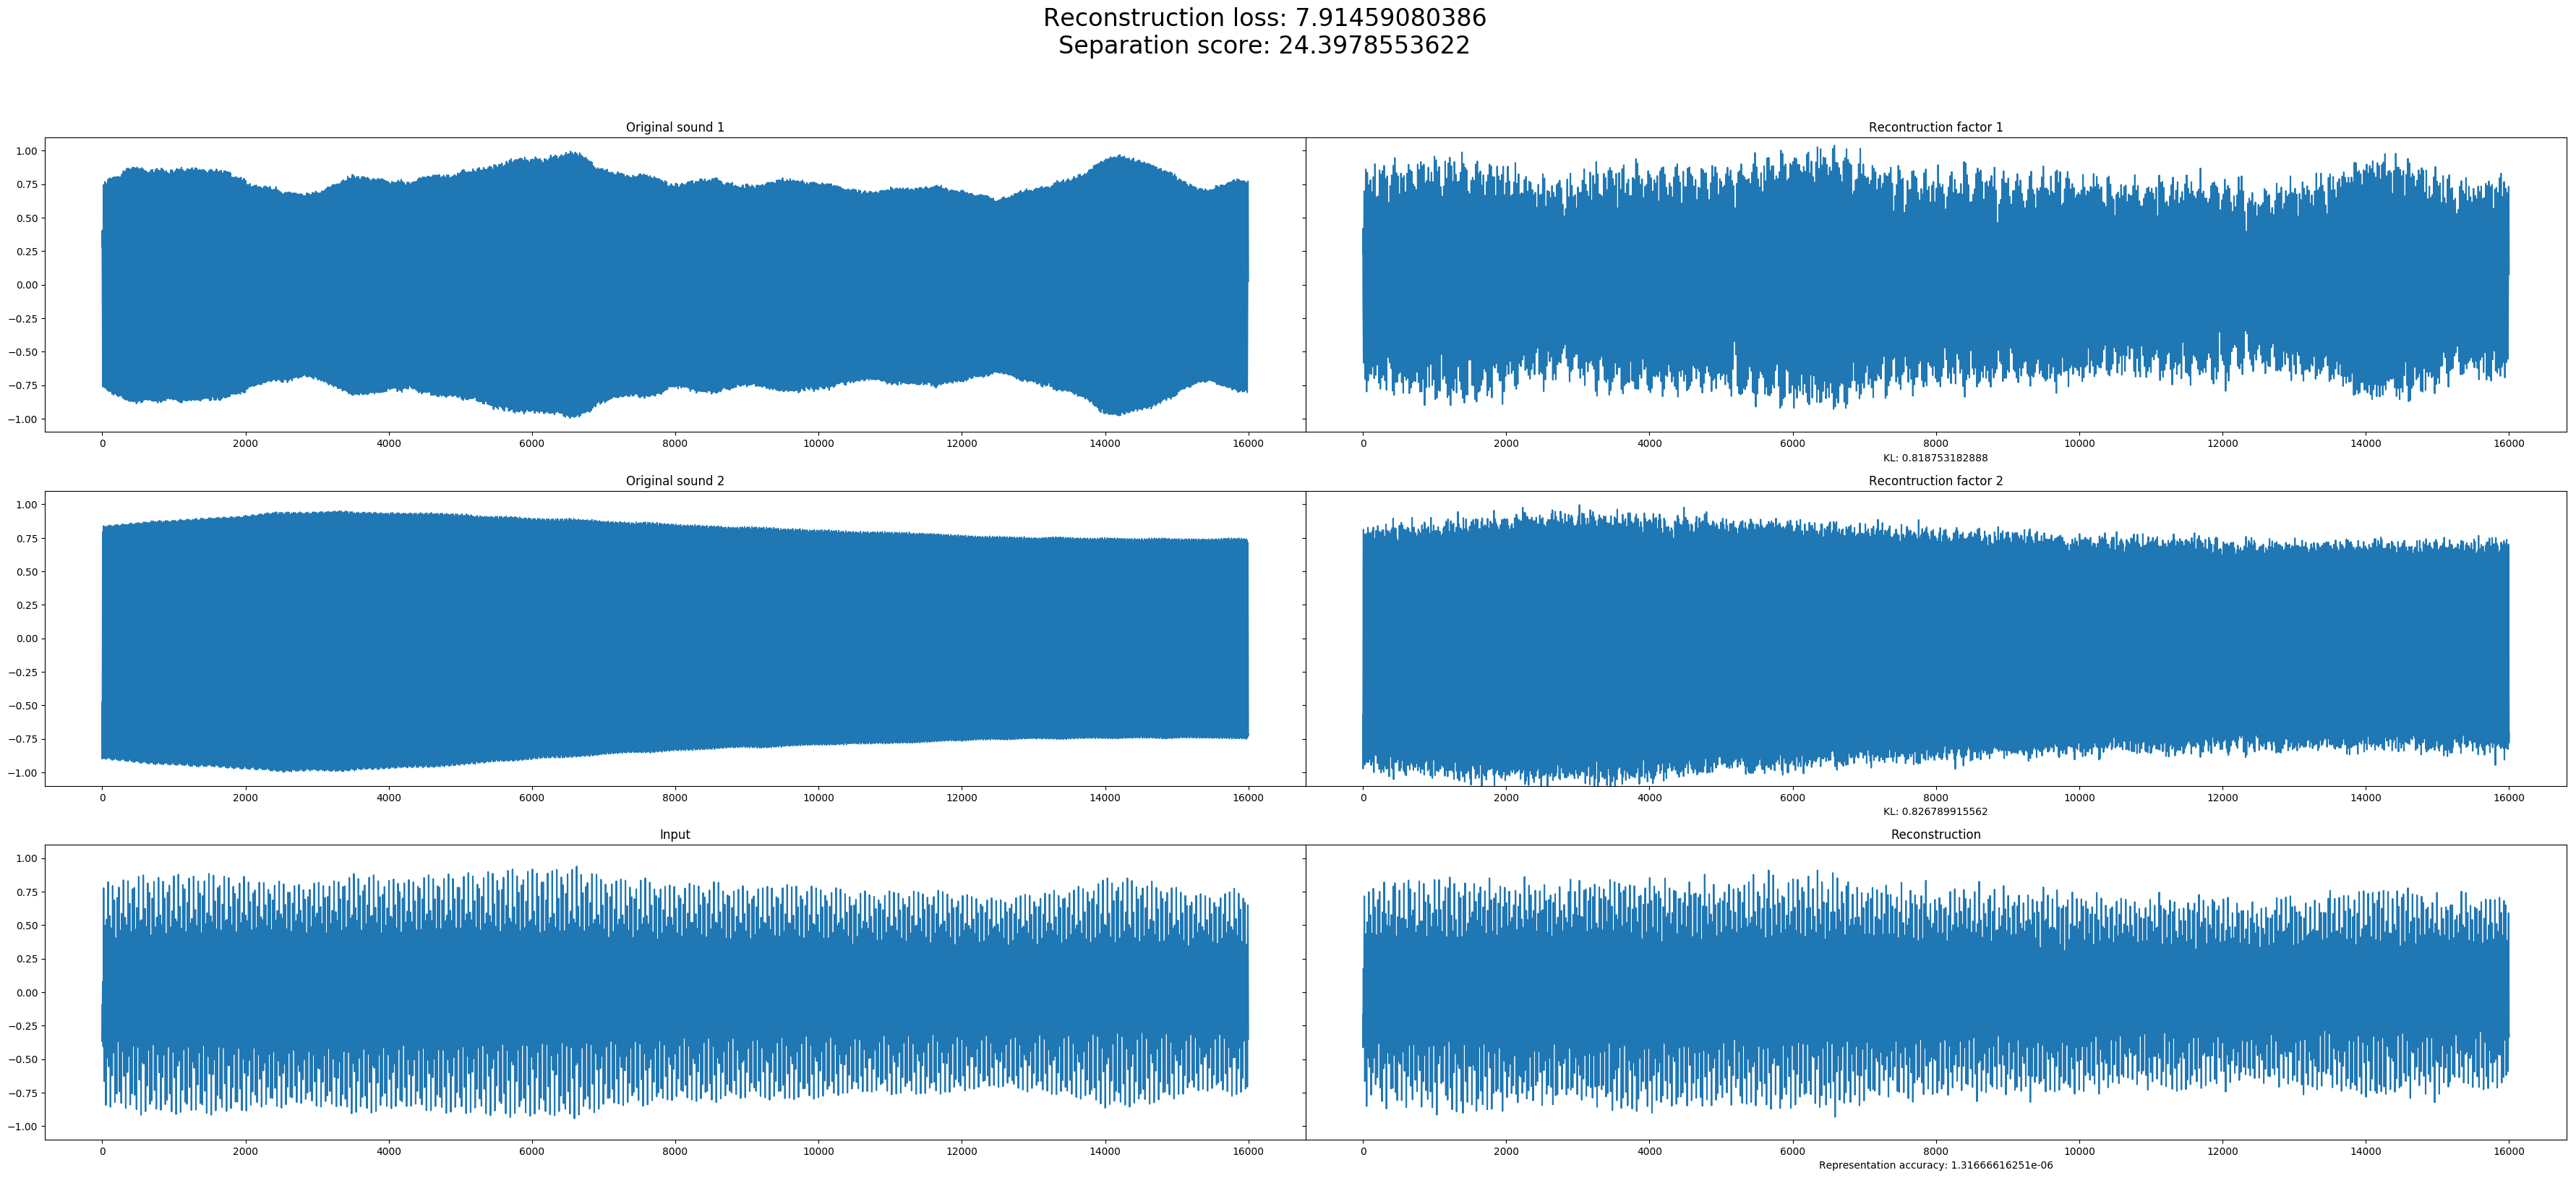 Reconstruction loss: 7.91459080386
Separation score: 24.3978553622
Original sound 1
Recontruction factor 1
1.00
0.75
0.50
0.25
0.00
−0.25
−0.50
−0.75
−1.00
0 2000 4000 6000 8000 10000 12000 14000 16000
0 2000 4000 6000 8000 10000 12000 14000 16000
KL: 0.818753182888
Original sound 2
Recontruction factor 2
1.00
0.75
0.50
0.25
0.00
−0.25
−0.50
−0.75
−1.00
0 2000 4000 6000 8000 10000 12000 14000 16000
0 2000 4000 6000 8000 10000 12000 14000 16000
KL: 0.826789915562
Input
Reconstruction
1.00
0.75
0.50
0.25
0.00
−0.25
−0.50
−0.75
−1.00
0 2000 4000 6000 8000 10000 12000 14000 16000
0 2000 4000 6000 8000 10000 12000 14000 16000
Representation accuracy: 1.31666616251e-06